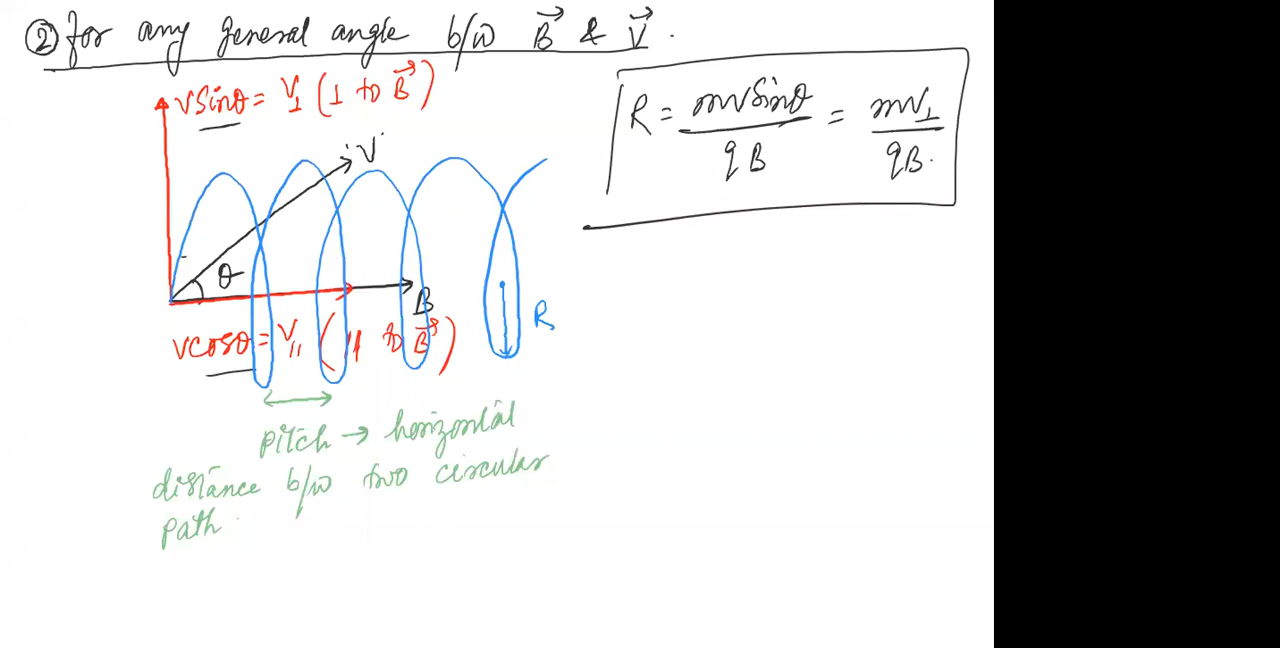 ② for any general angle b/w B⃗ & V⃗.
vsinθ = V⊥ (⊥ to B⃗)
R = mvsinθ / qB = mv⊥ / qB.
V
θ
B
R
vcosθ = V∥ (∥ to B⃗)
pitch → horizontal
distance b/w two circular
path.